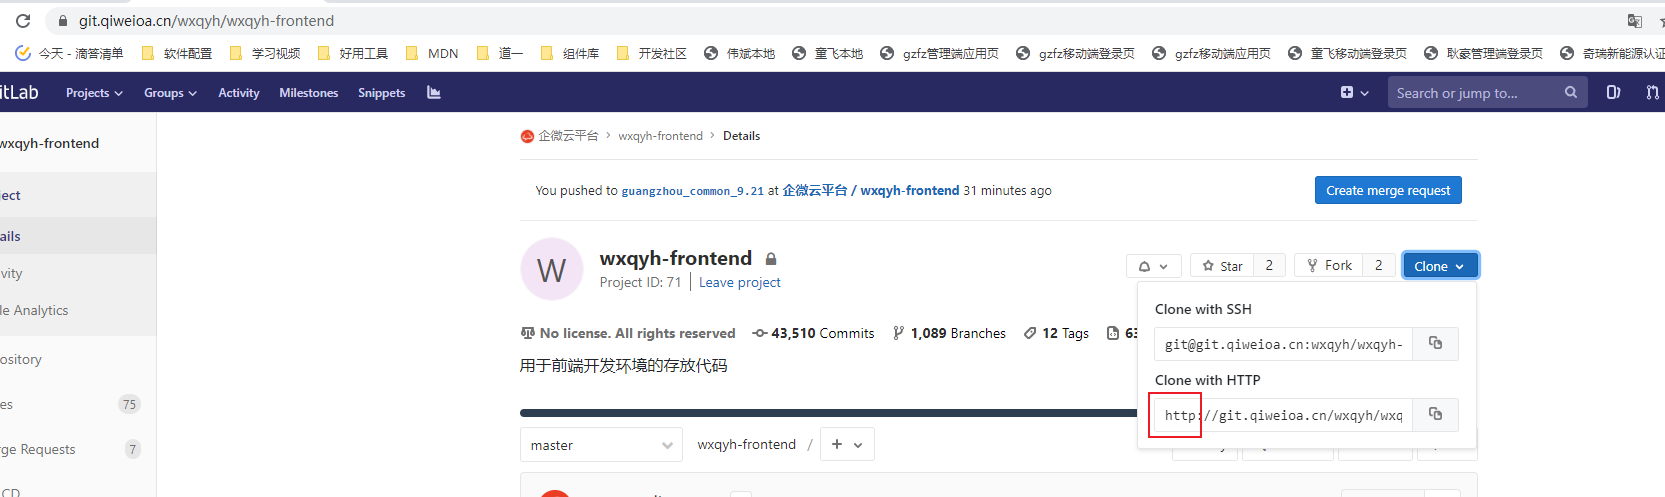 git.qiweioa.cn/wxqyh/wxqyh-frontend
今天 - 滴答清单 软件配置 学习视频 好用工具 MDN 道一 组件库 开发社区 伟斌本地 童飞本地 gzfz管理端应用页 gzfz移动端登录页 gzfz移动端应用页 童飞移动端登录页 耿豪管理端登录页 奇瑞新能源认证
itLab Projects Groups Activity Milestones Snippets Search or jump to...
wxqyh-frontend
企微云平台 > wxqyh-frontend > Details
ject
You pushed to guangzhou_common_9.21 at 企微云平台 / wxqyh-frontend 31 minutes ago Create merge request
ails
W wxqyh-frontend Star 2 Fork 2 Clone
ivity
Project ID: 71 Leave project
le Analytics
Clone with SSH
No license. All rights reserved 43,510 Commits 1,089 Branches 12 Tags 63
git@git.qiweioa.cn:wxqyh/wxqyh-
ository
用于前端开发环境的存放代码
Clone with HTTP
es 75
http://git.qiweioa.cn/wxqyh/wxq
rge Requests 7
master wxqyh-frontend / +
CD